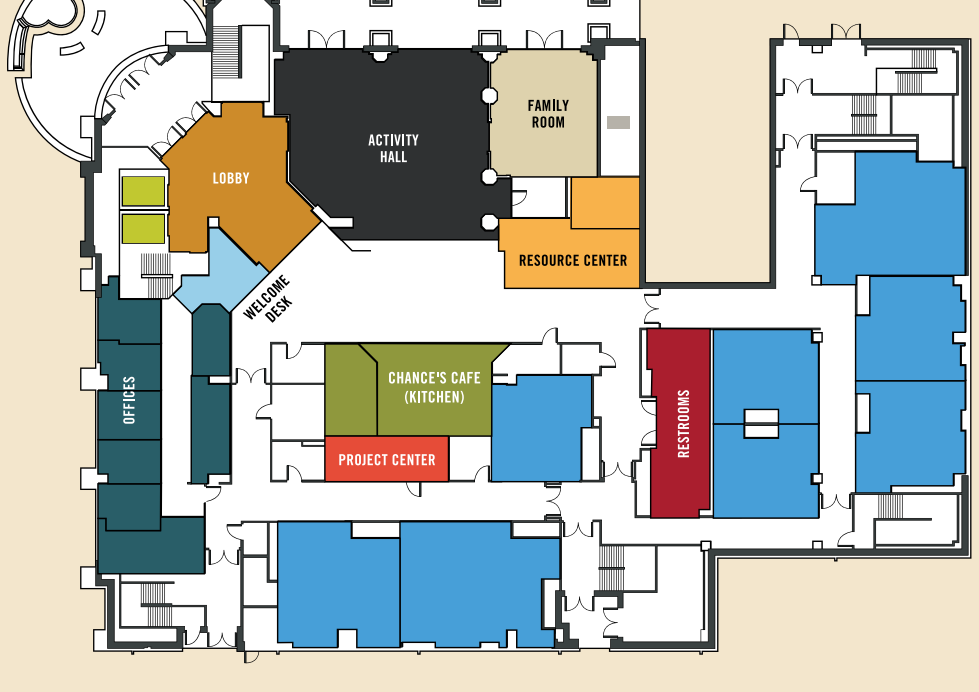 FAMILY
ROOM
ACTIVITY
HALL
LOBBY
RESOURCE CENTER
WELCOME
DESK
OFFICES
CHANCE'S CAFE
(KITCHEN)
RESTROOMS
PROJECT CENTER